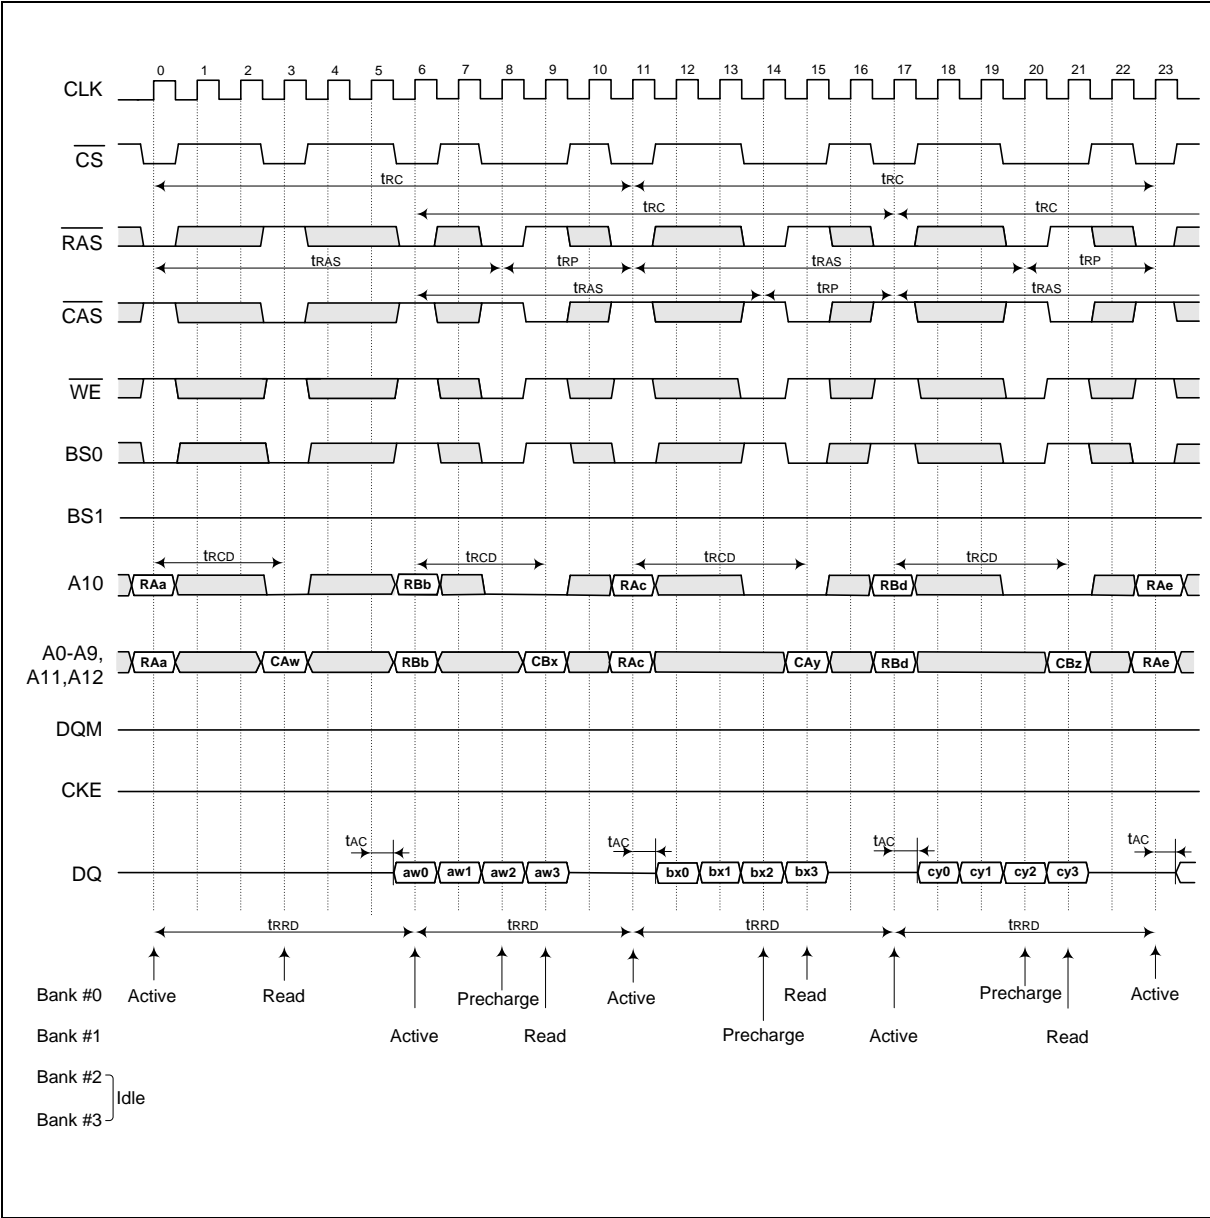 0 1 2 3 4 5 6 7 8 9 10 11 12 13 14 15 16 17 18 19 20 21 22 23
CLK
CS
tRC tRC
tRC tRC
RAS
tRAS tRP tRAS tRP
tRAS tRP tRAS
CAS
WE
BS0
BS1
tRCD tRCD tRCD tRCD
A10 RAa RBb RAc RBd RAe
A0-A9,
A11,A12
RAa CAw RBb CBx RAc CAy RBd CBz RAe
DQM
CKE
tAC tAC tAC tAC
DQ aw0 aw1 aw2 aw3 bx0 bx1 bx2 bx3 cy0 cy1 cy2 cy3
tRRD tRRD tRRD tRRD
Bank #0 Active Read Precharge Active Read Precharge Active
Bank #1 Active Read Precharge Active Read
Bank #2
Idle
Bank #3